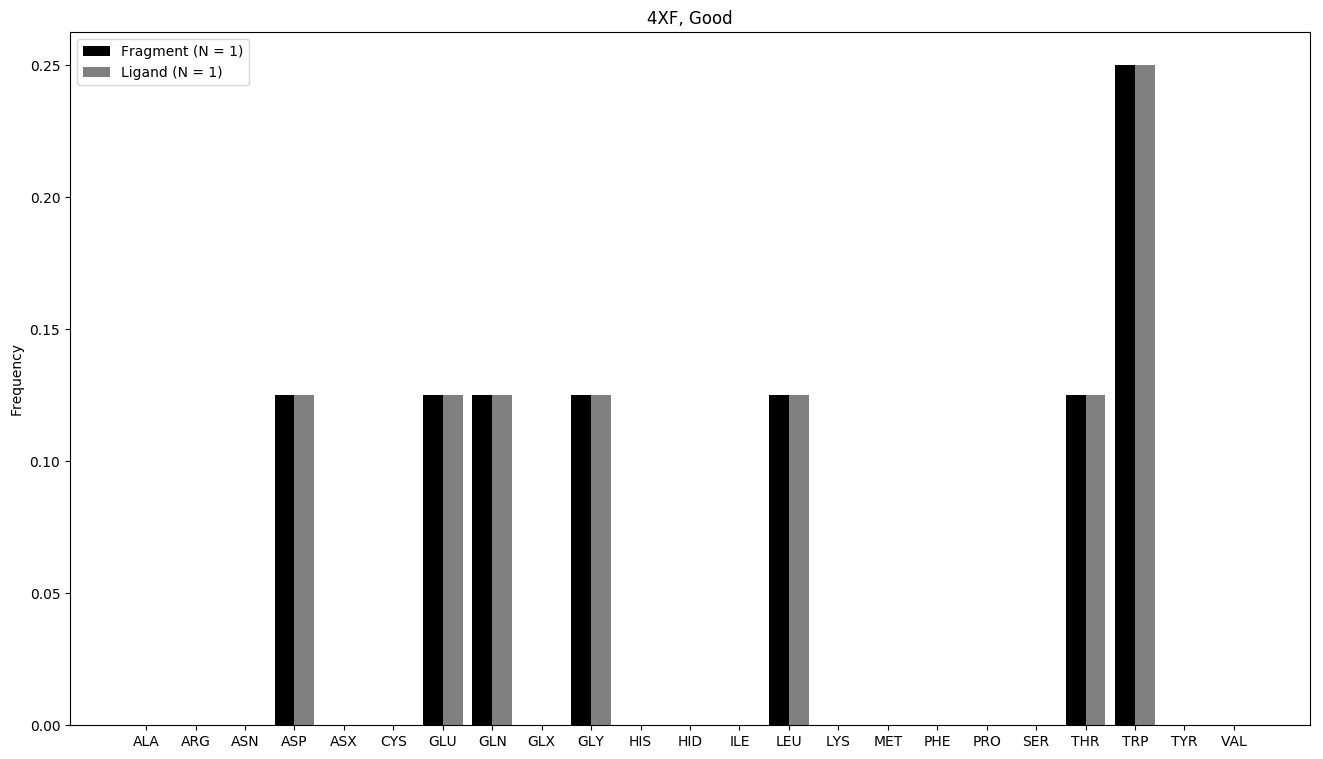 4XF, Good
Fragment (N = 1)
Ligand (N = 1)
Frequency
0.25
0.20
0.15
0.10
0.05
0.00
ALA ARG ASN ASP ASX CYS GLU GLN GLX GLY HIS HID ILE LEU LYS MET PHE PRO SER THR TRP TYR VAL